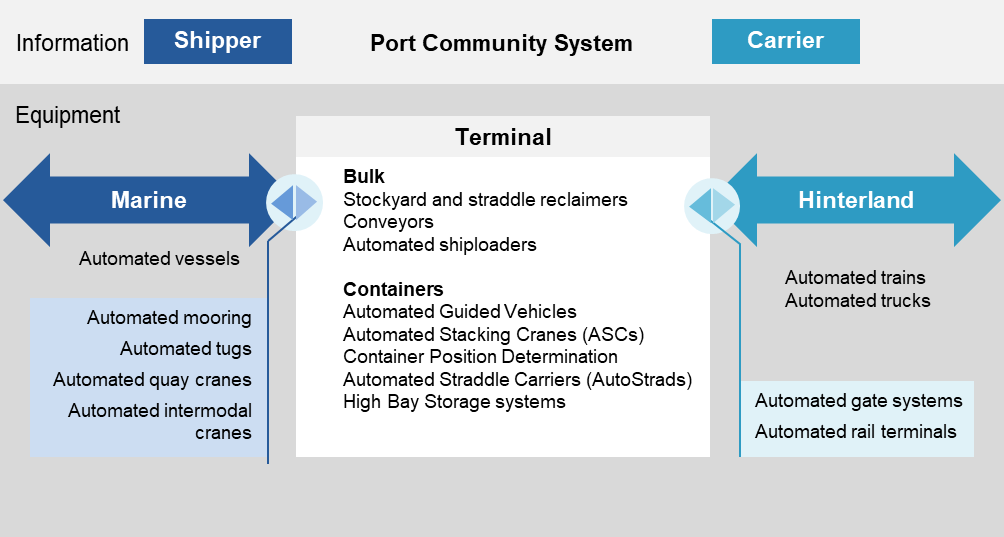 Information
Shipper
Port Community System
Carrier
Equipment
Terminal
Marine
Automated vessels
Automated mooring
Automated tugs
Automated quay cranes
Automated intermodal
cranes
Bulk
Stockyard and straddle reclaimers
Conveyors
Automated shiploaders
Containers
Automated Guided Vehicles
Automated Stacking Cranes (ASCs)
Container Position Determination
Automated Straddle Carriers (AutoStrads)
High Bay Storage systems
Hinterland
Automated trains
Automated trucks
Automated gate systems
Automated rail terminals